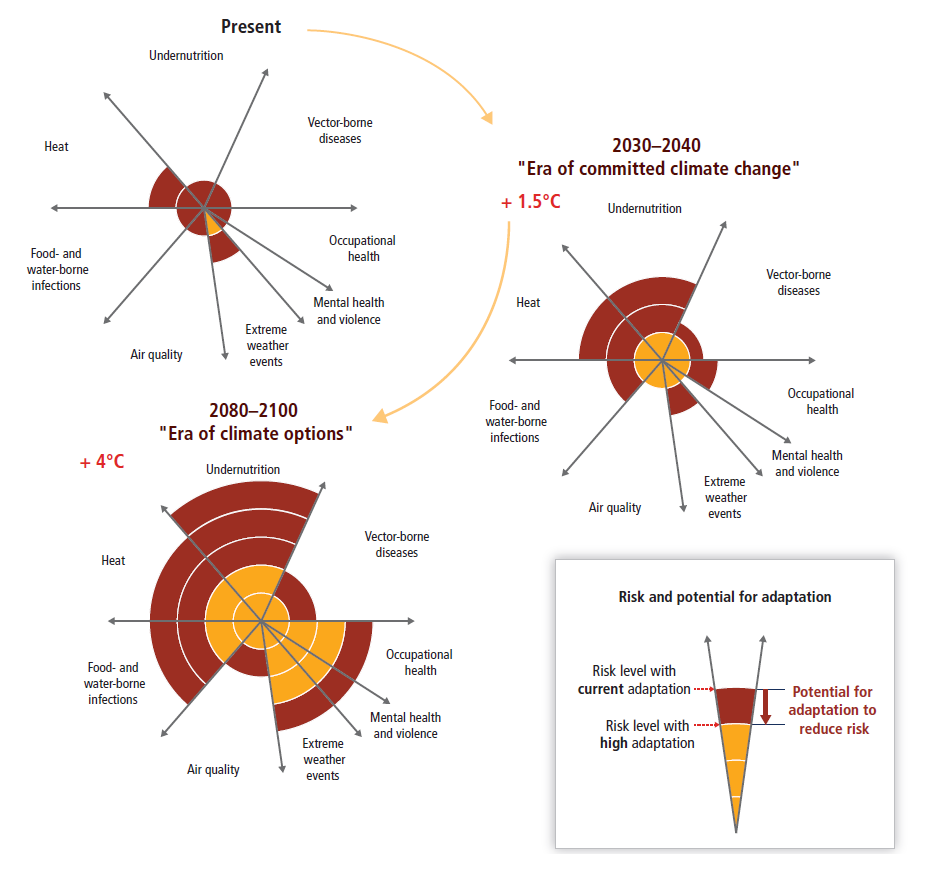 Present
Undernutrition
Vector-borne
diseases
Heat
Occupational
health
Food- and
water-borne
infections
Mental health
and violence
Extreme
weather
events
Air quality
2030–2040
"Era of committed climate change"
+ 1.5°C
Undernutrition
Vector-borne
diseases
Heat
Occupational
health
Food- and
water-borne
infections
Mental health
and violence
Extreme
weather
events
Air quality
2080–2100
"Era of climate options"
+ 4°C
Undernutrition
Vector-borne
diseases
Heat
Occupational
health
Food- and
water-borne
infections
Mental health
and violence
Extreme
weather
events
Air quality
Risk and potential for adaptation
Risk level with
current adaptation
Potential for
adaptation to
reduce risk
Risk level with
high adaptation